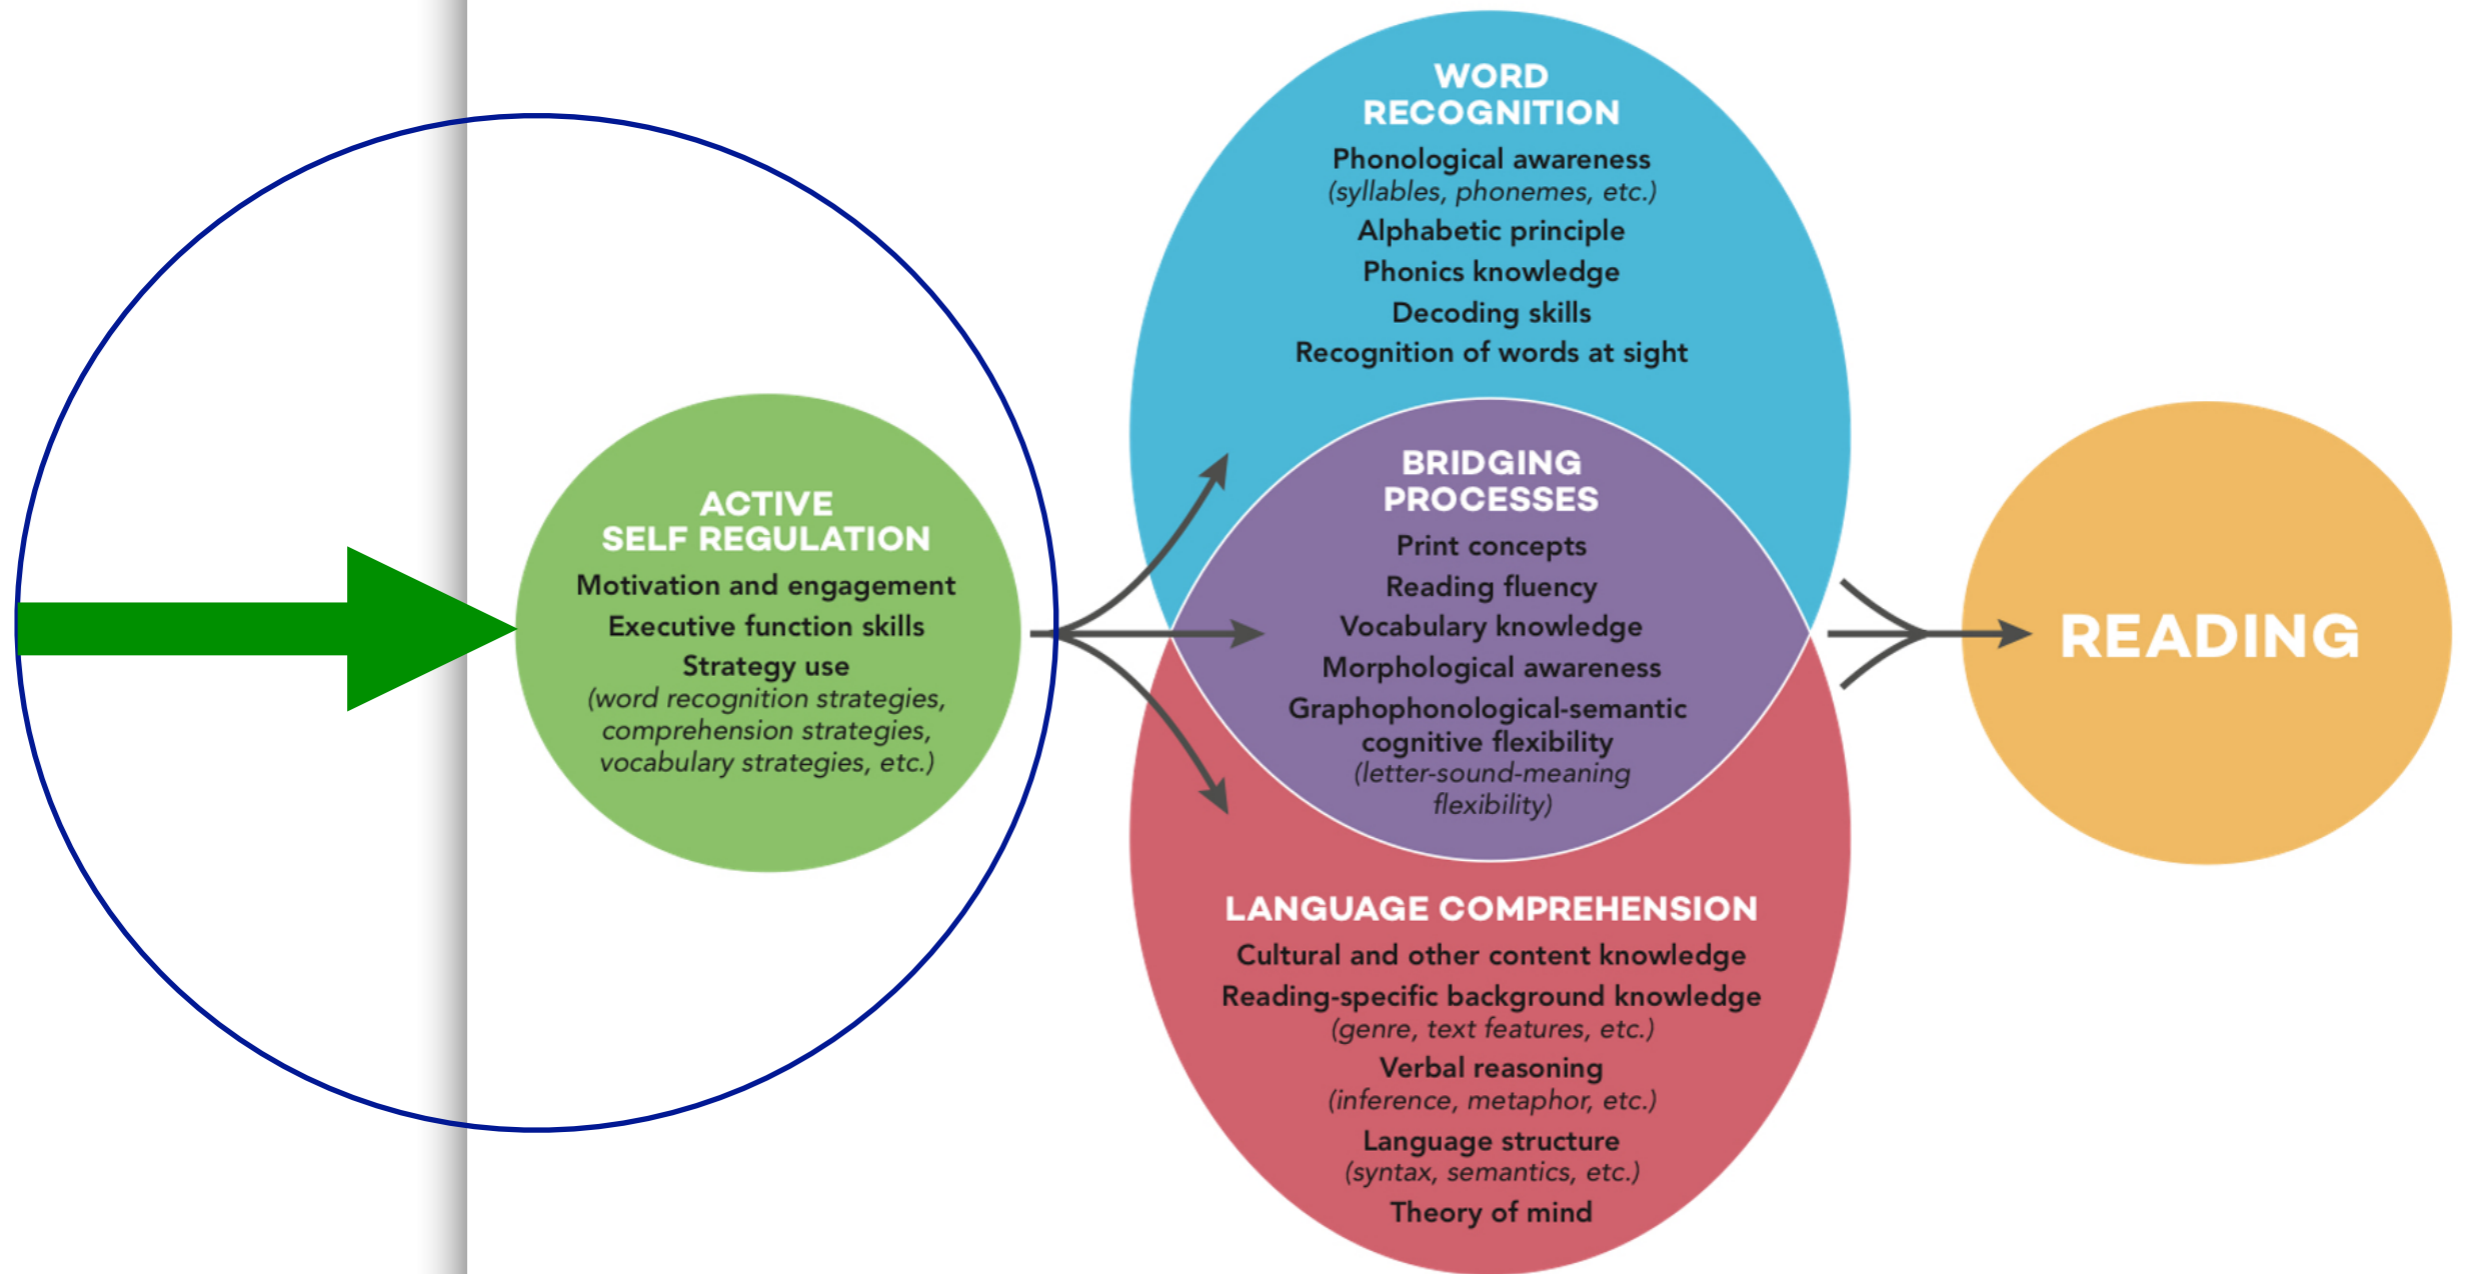 ACTIVE
SELF REGULATION
Motivation and engagement
Executive function skills
Strategy use
(word recognition strategies,
comprehension strategies,
vocabulary strategies, etc.)
WORD
RECOGNITION
Phonological awareness
(syllables, phonemes, etc.)
Alphabetic principle
Phonics knowledge
Decoding skills
Recognition of words at sight
BRIDGING
PROCESSES
Print concepts
Reading fluency
Vocabulary knowledge
Morphological awareness
Graphophonological-semantic
cognitive flexibility
(letter-sound-meaning
flexibility)
LANGUAGE COMPREHENSION
Cultural and other content knowledge
Reading-specific background knowledge
(genre, text features, etc.)
Verbal reasoning
(inference, metaphor, etc.)
Language structure
(syntax, semantics, etc.)
Theory of mind
READING